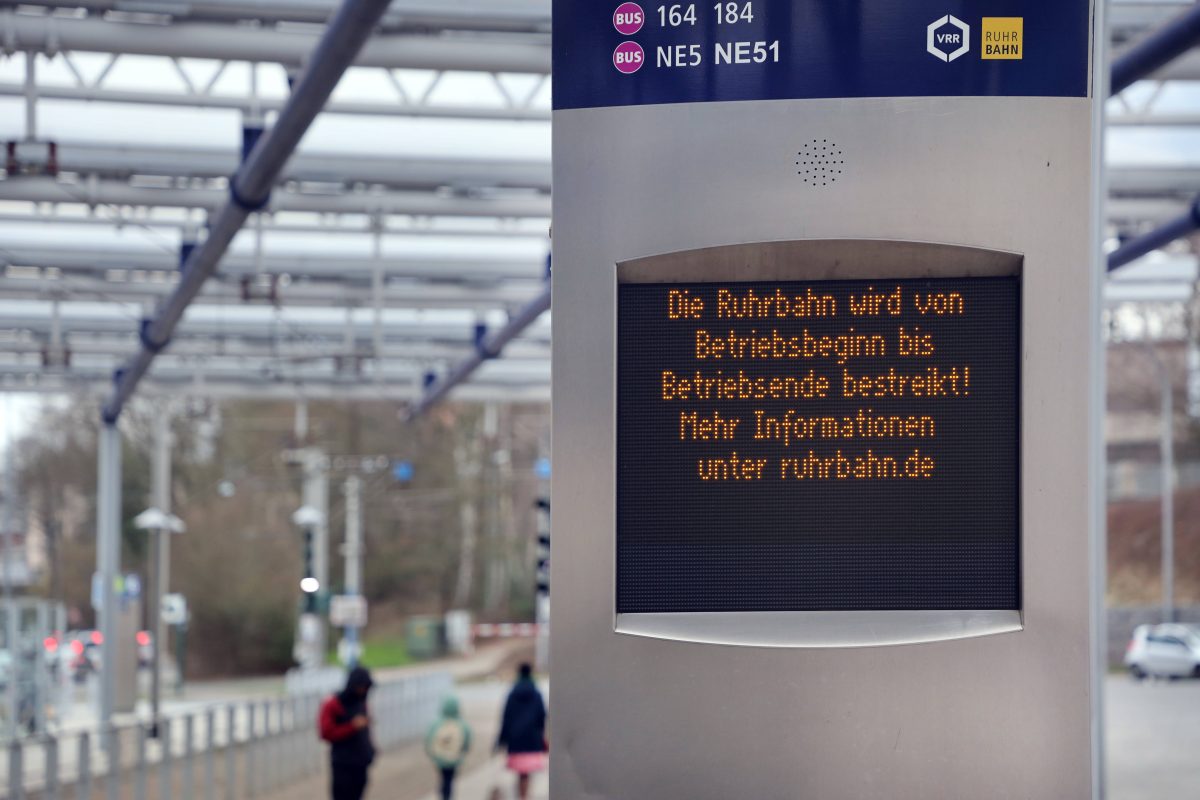 BUS 164 184
BUS NE5 NE51
VRR
RUHR
BAHN
Die Ruhrbahn wird von
Betriebsbeginn bis
Betriebsende bestreikt!
Mehr Informationen
unter ruhrbahn.de